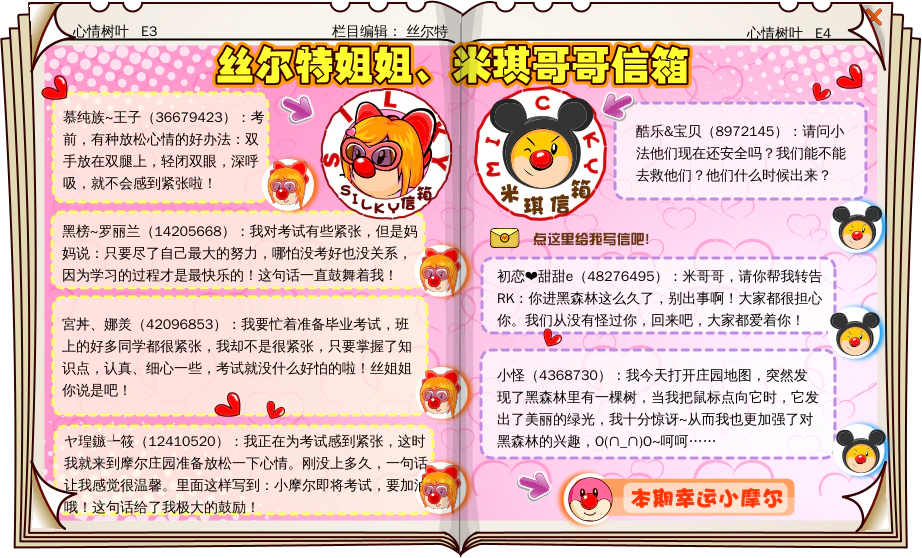 心情树叶 E3
栏目编辑： 丝尔特
心情树叶 E4
丝尔特姐姐、米琪哥哥信箱
慕纯族~王子（36679423）：考
前，有种放松心情的好办法：双
手放在双腿上，轻闭双眼，深呼
吸，就不会感到紧张啦！
黑榜~罗丽兰（14205668）：我对考试有些紧张，但是妈
妈说：只要尽了自己最大的努力，哪怕没考好也没关系，
因为学习的过程才是最快乐的！这句话一直鼓舞着我！
宮丼、娜羡（42096853）：我要忙着准备毕业考试，班
上的好多同学都很紧张，我却不是很紧张，只要掌握了知
识点，认真、细心一些，考试就没什么好怕的啦！丝姐姐
你说是吧！
（12410520）：我正在为考试感到紧张，这时
我就来到摩尔庄园准备放松一下心情。刚没上多久，一句话
让我感觉很温馨。里面这样写到：小摩尔即将考试，要加油
哦！这句话给了我极大的鼓励！
SILKY
SILKY信箱
MICKY
米琪信箱
酷乐&宝贝（8972145）：请问小
法他们现在还安全吗？我们能不能
去救他们？他们什么时候出来？
点这里给我写信吧!
初恋❤甜甜e（48276495）：米哥哥，请你帮我转告
RK：你进黑森林这么久了，别出事啊！大家都很担心
你。我们从没有怪过你，回来吧，大家都爱着你！
小怪（4368730）：我今天打开庄园地图，突然发
现了黑森林里有一棵树，当我把鼠标点向它时，它发
出了美丽的绿光，我十分惊讶~从而我也更加强了对
黑森林的兴趣，O(∩_∩)O~呵呵……
本期幸运小摩尔